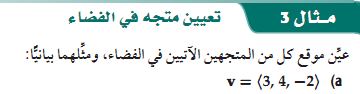 مـثـال 3 تعيين متجه في الفضاء
عيِّن موقع كل من المتجهين الآتيين في الفضاء، ومثِّلهما بيانيًّا:
v = ⟨3, 4, −2⟩ (a